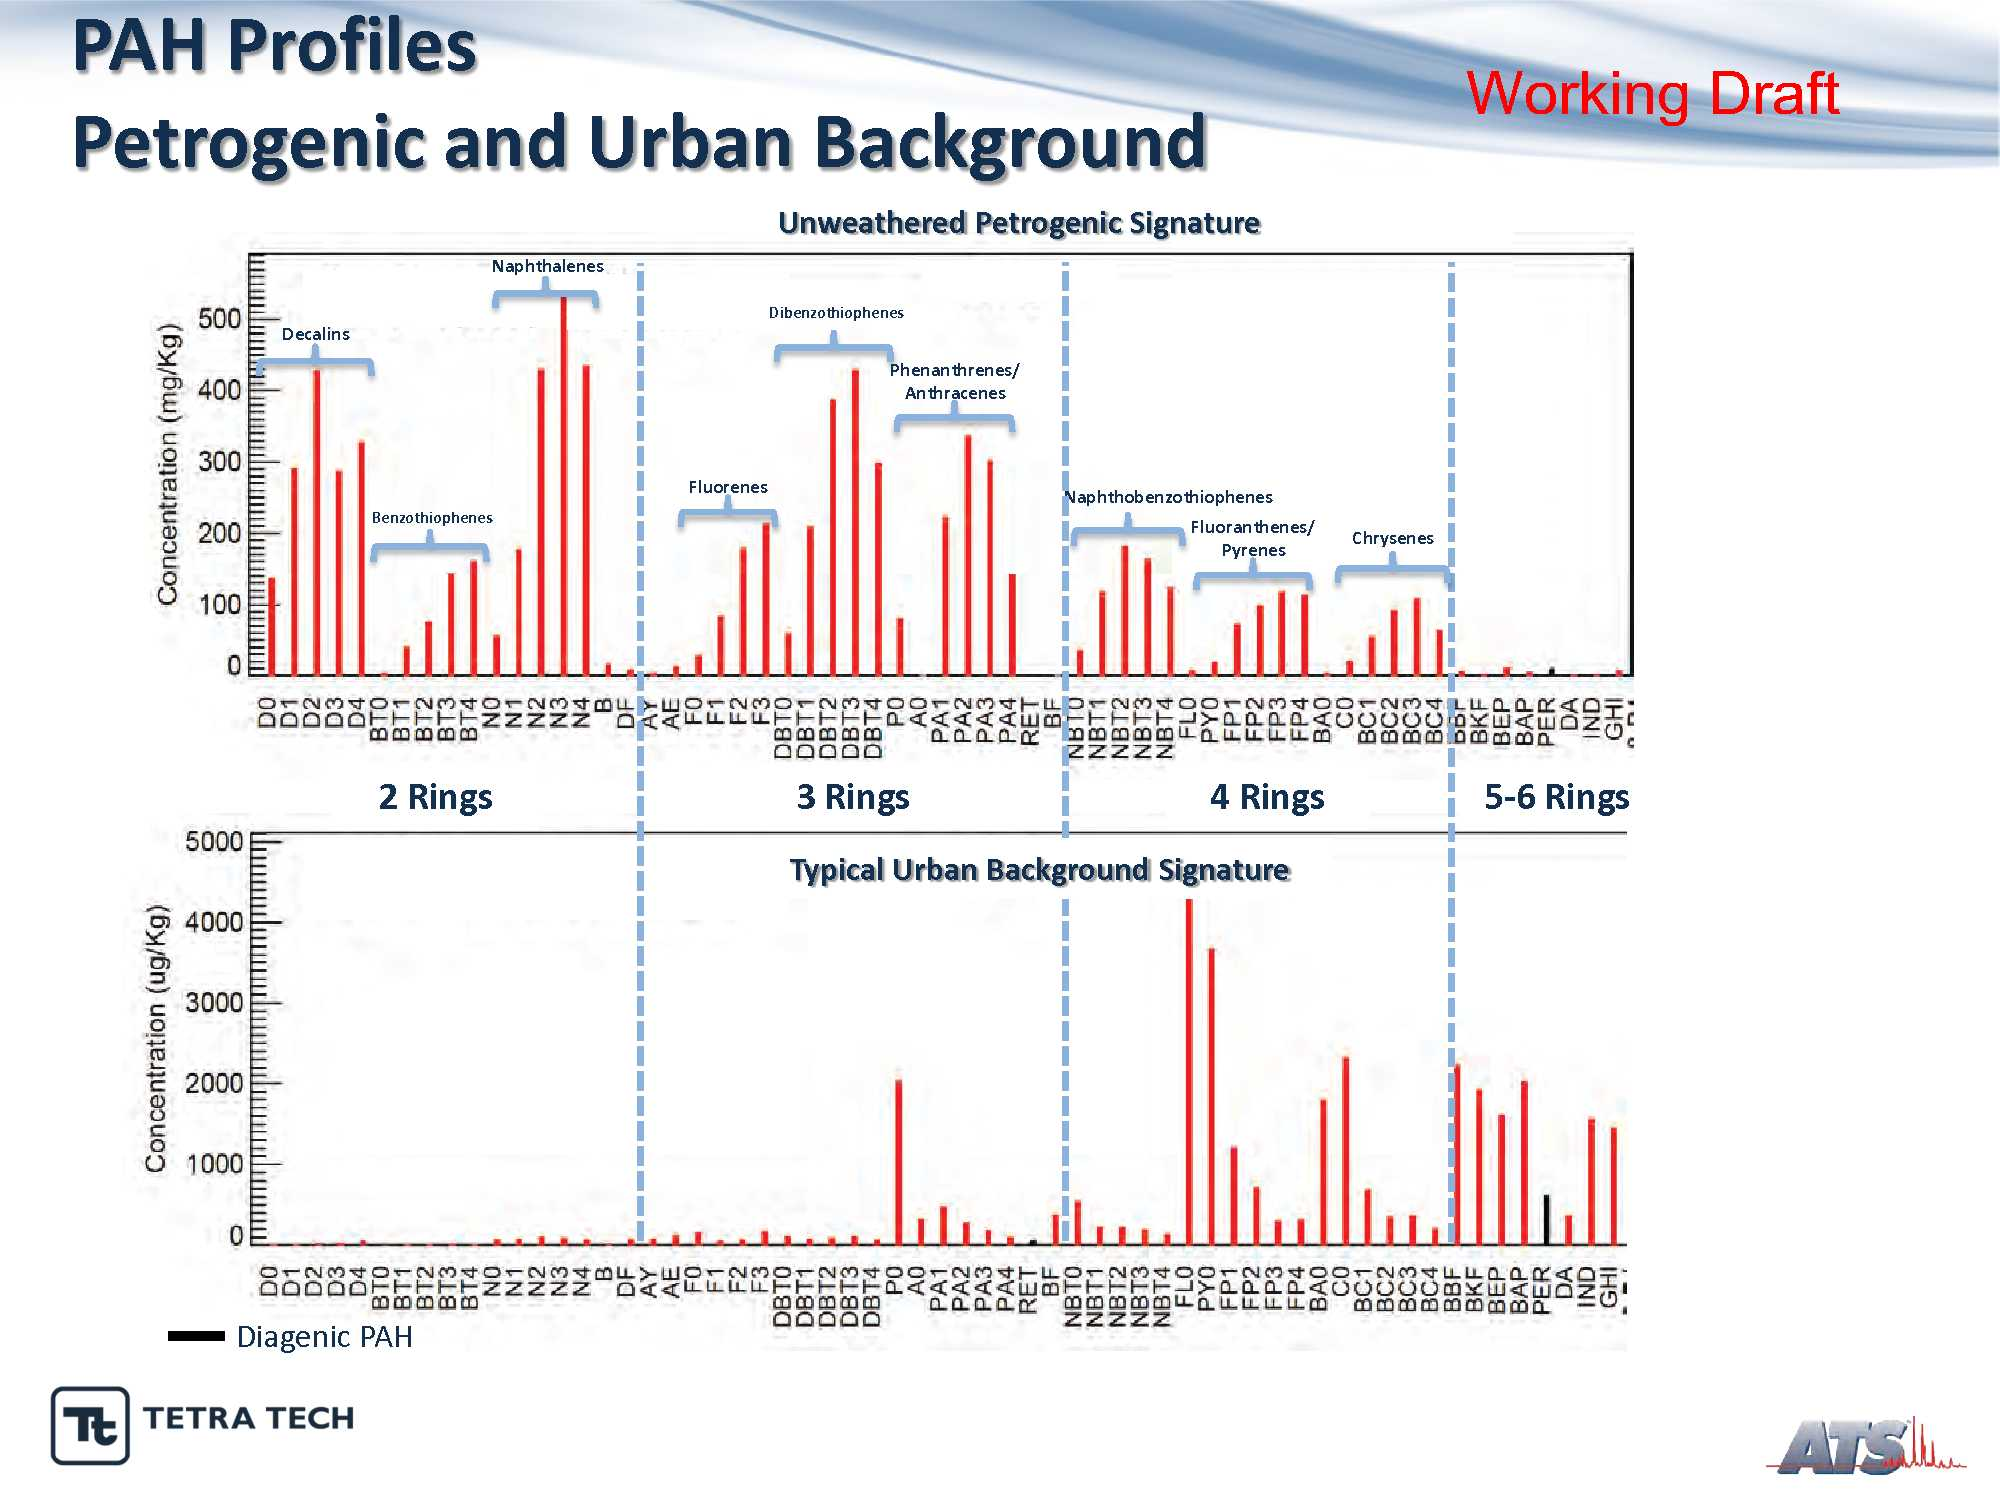 PAH Profiles
Petrogenic and Urban Background
Working Draft
Unweathered Petrogenic Signature
Concentration (mg/Kg)
500
400
300
200
100
0
Decalins
Benzothiophenes
Naphthalenes
Fluorenes
Dibenzothiophenes
Phenanthrenes/
Anthracenes
Naphthobenzothiophenes
Fluoranthenes/
Pyrenes
Chrysenes
D0 D1 D2 D3 D4 BT0 BT1 BT2 BT3 BT4 N0 N1 N2 N3 N4 B DF AY AE F0 F1 F2 F3 DBT0 DBT1 DBT2 DBT3 DBT4 P0 A0 PA1 PA2 PA3 PA4 RET BF NBT0 NBT1 NBT2 NBT3 NBT4 FL0 PY0 FP1 FP2 FP3 FP4 BA0 C0 BC1 BC2 BC3 BC4 BBF BKF BEP BAP PER DA IND GHI
2 Rings 3 Rings 4 Rings 5-6 Rings
Typical Urban Background Signature
Concentration (ug/Kg)
5000
4000
3000
2000
1000
0
D0 D1 D2 D3 D4 BT0 BT1 BT2 BT3 BT4 N0 N1 N2 N3 N4 B DF AY AE F0 F1 F2 F3 DBT0 DBT1 DBT2 DBT3 DBT4 P0 A0 PA1 PA2 PA3 PA4 RET BF NBT0 NBT1 NBT2 NBT3 NBT4 FL0 PY0 FP1 FP2 FP3 FP4 BA0 C0 BC1 BC2 BC3 BC4 BBF BKF BEP BAP PER DA IND GHI
Diagenic PAH
Tt TETRA TECH
ATS